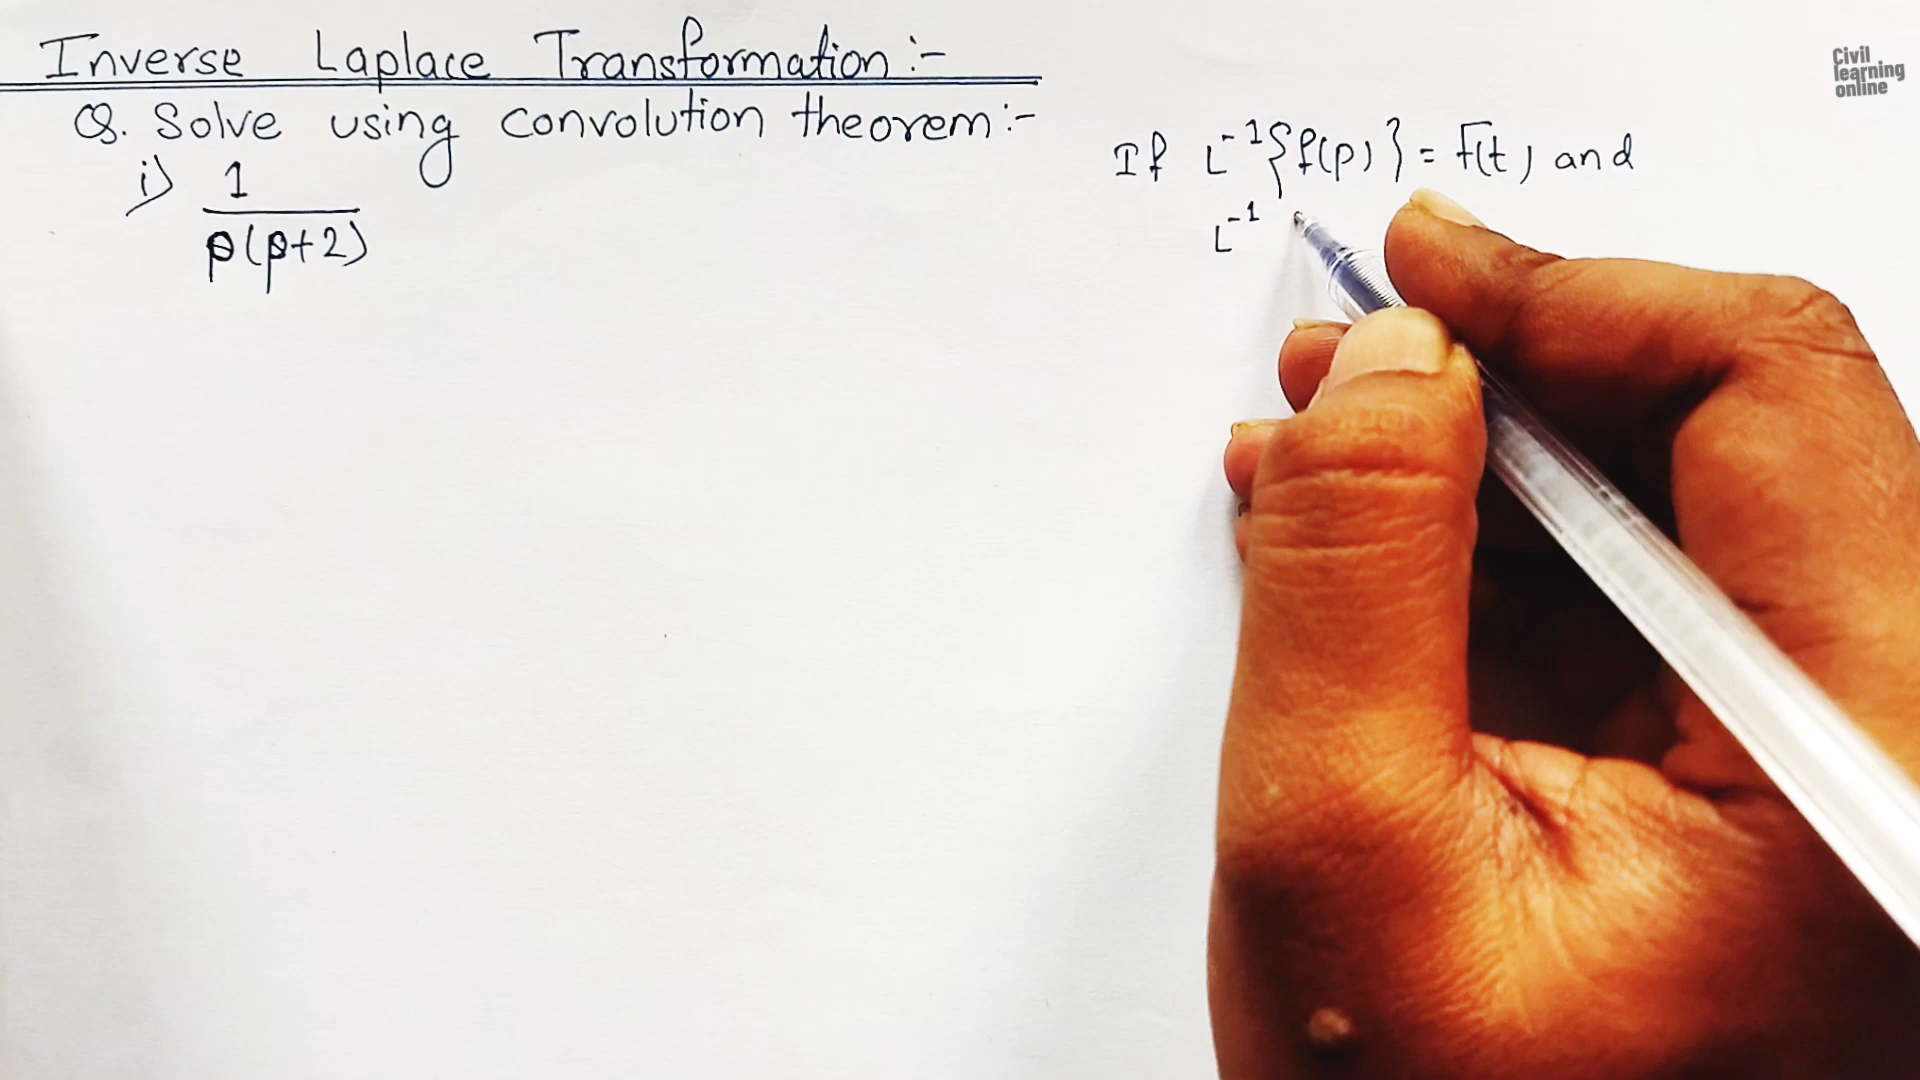 Inverse Laplace Transformation :-
Q. Solve using convolution theorem :-
i) 1
p(p+2)
If L⁻¹{f(p)} = F(t) and
L⁻¹
Civil
learning
online